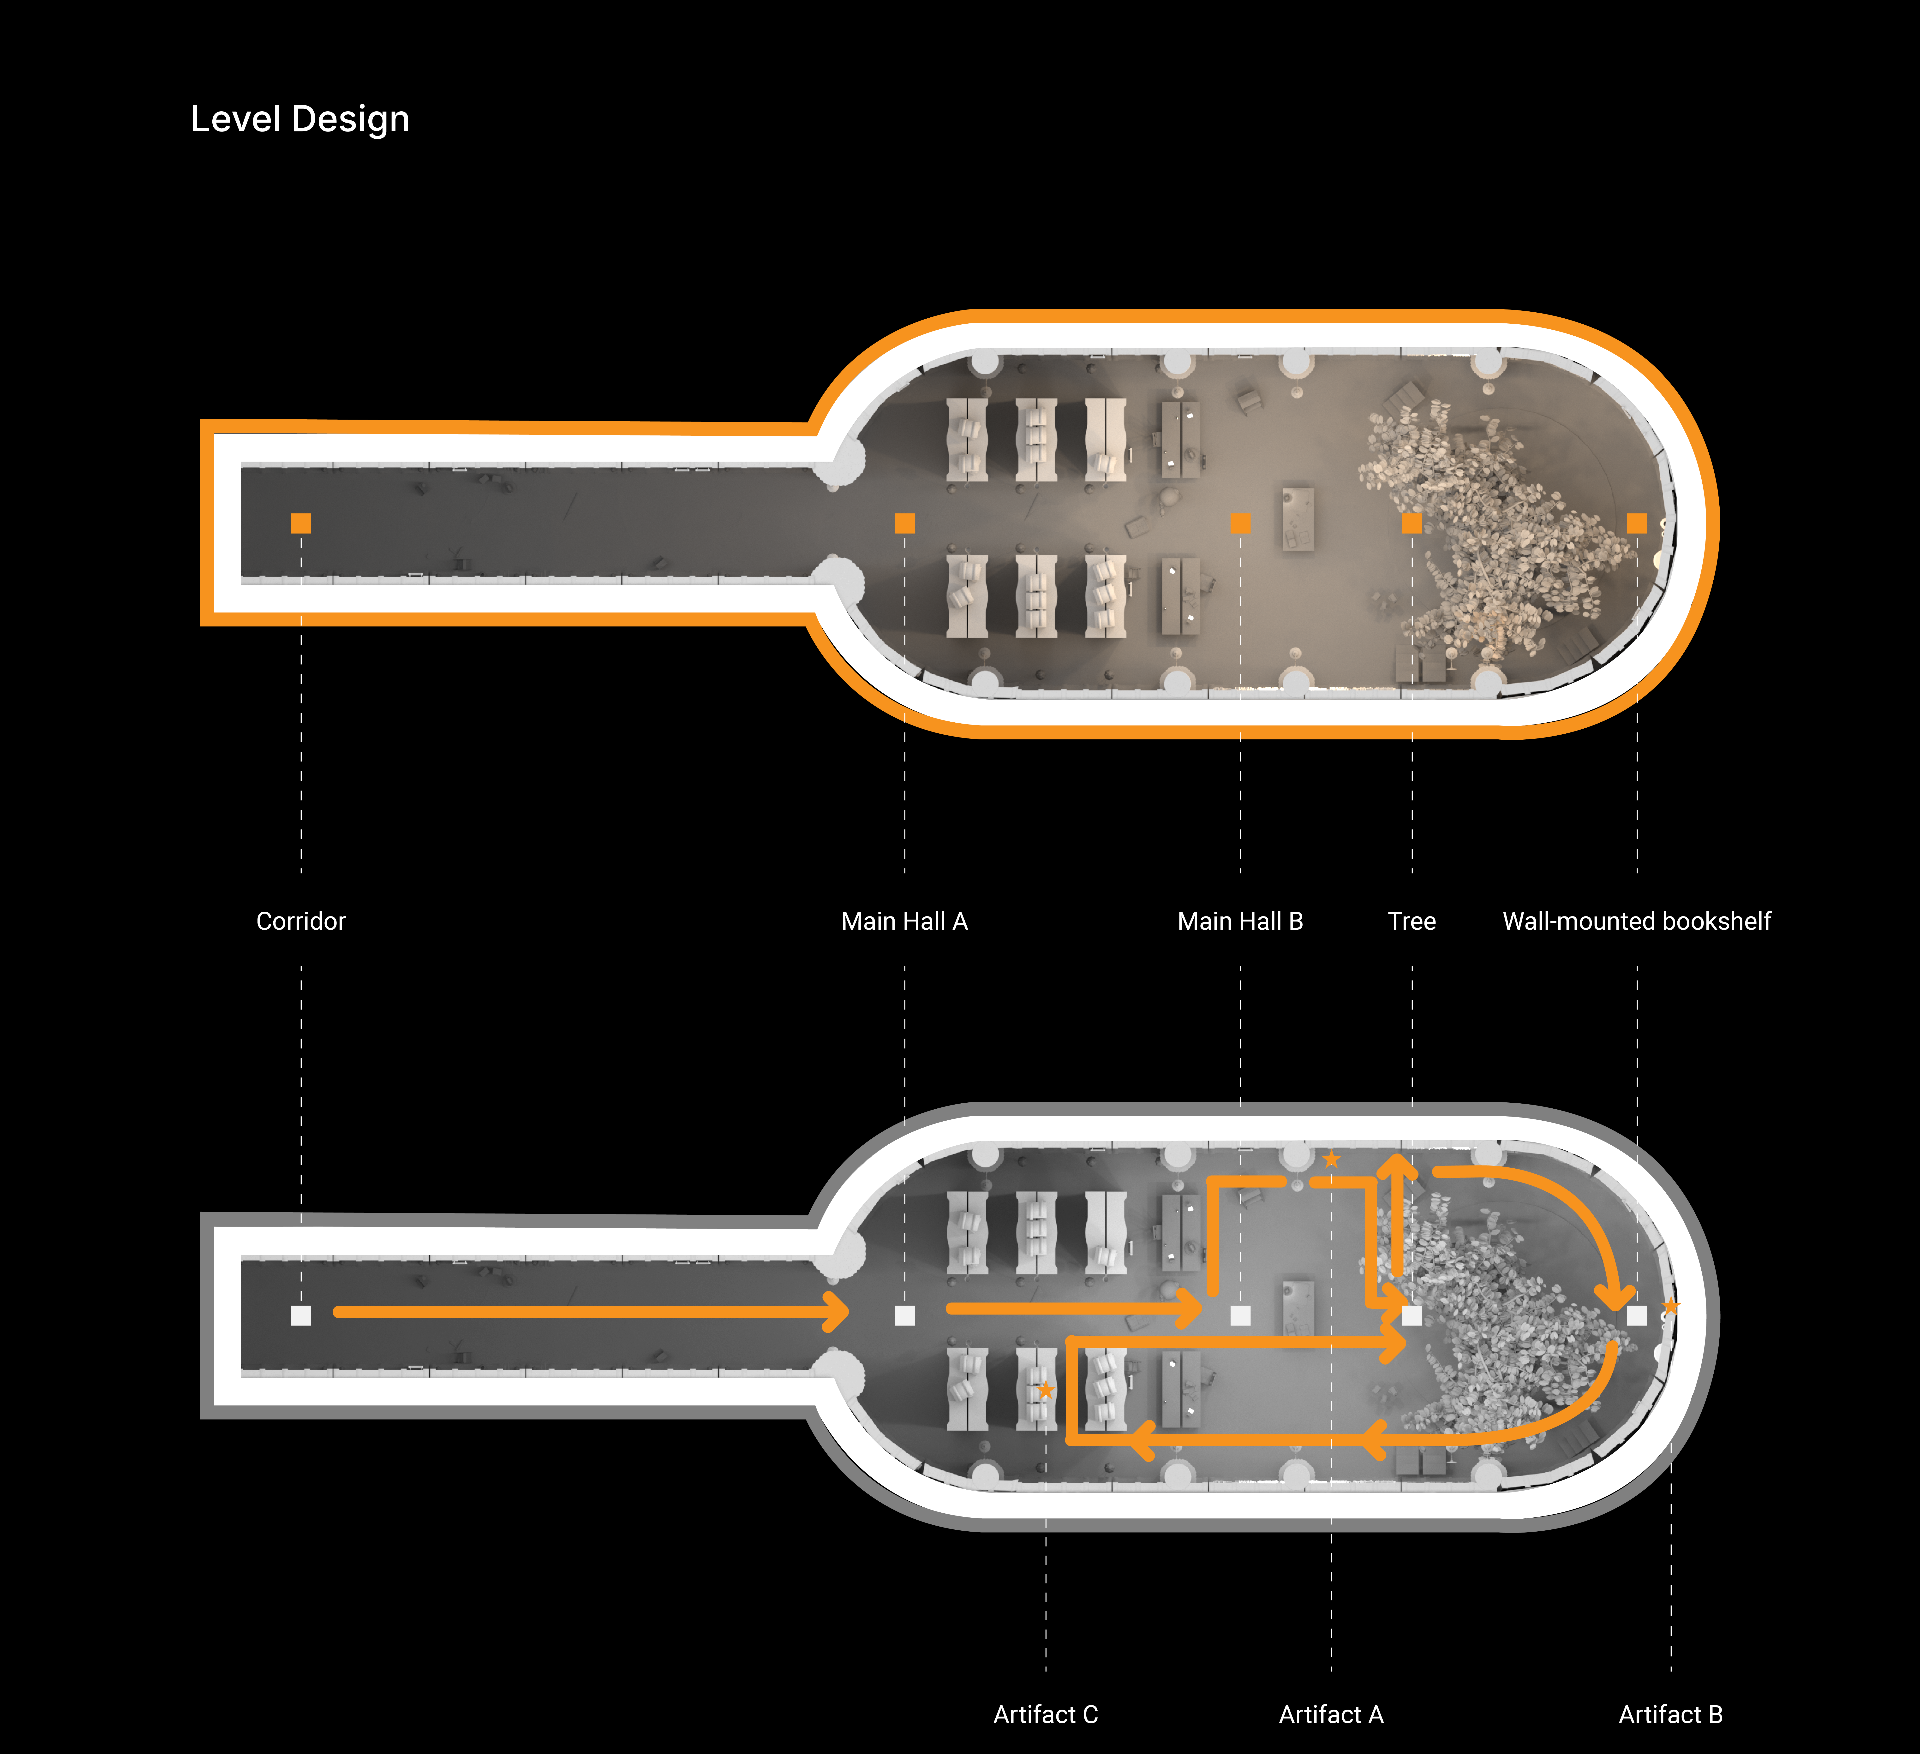 Level Design
Corridor
Main Hall A
Main Hall B
Tree
Wall-mounted bookshelf
Artifact C
Artifact A
Artifact B